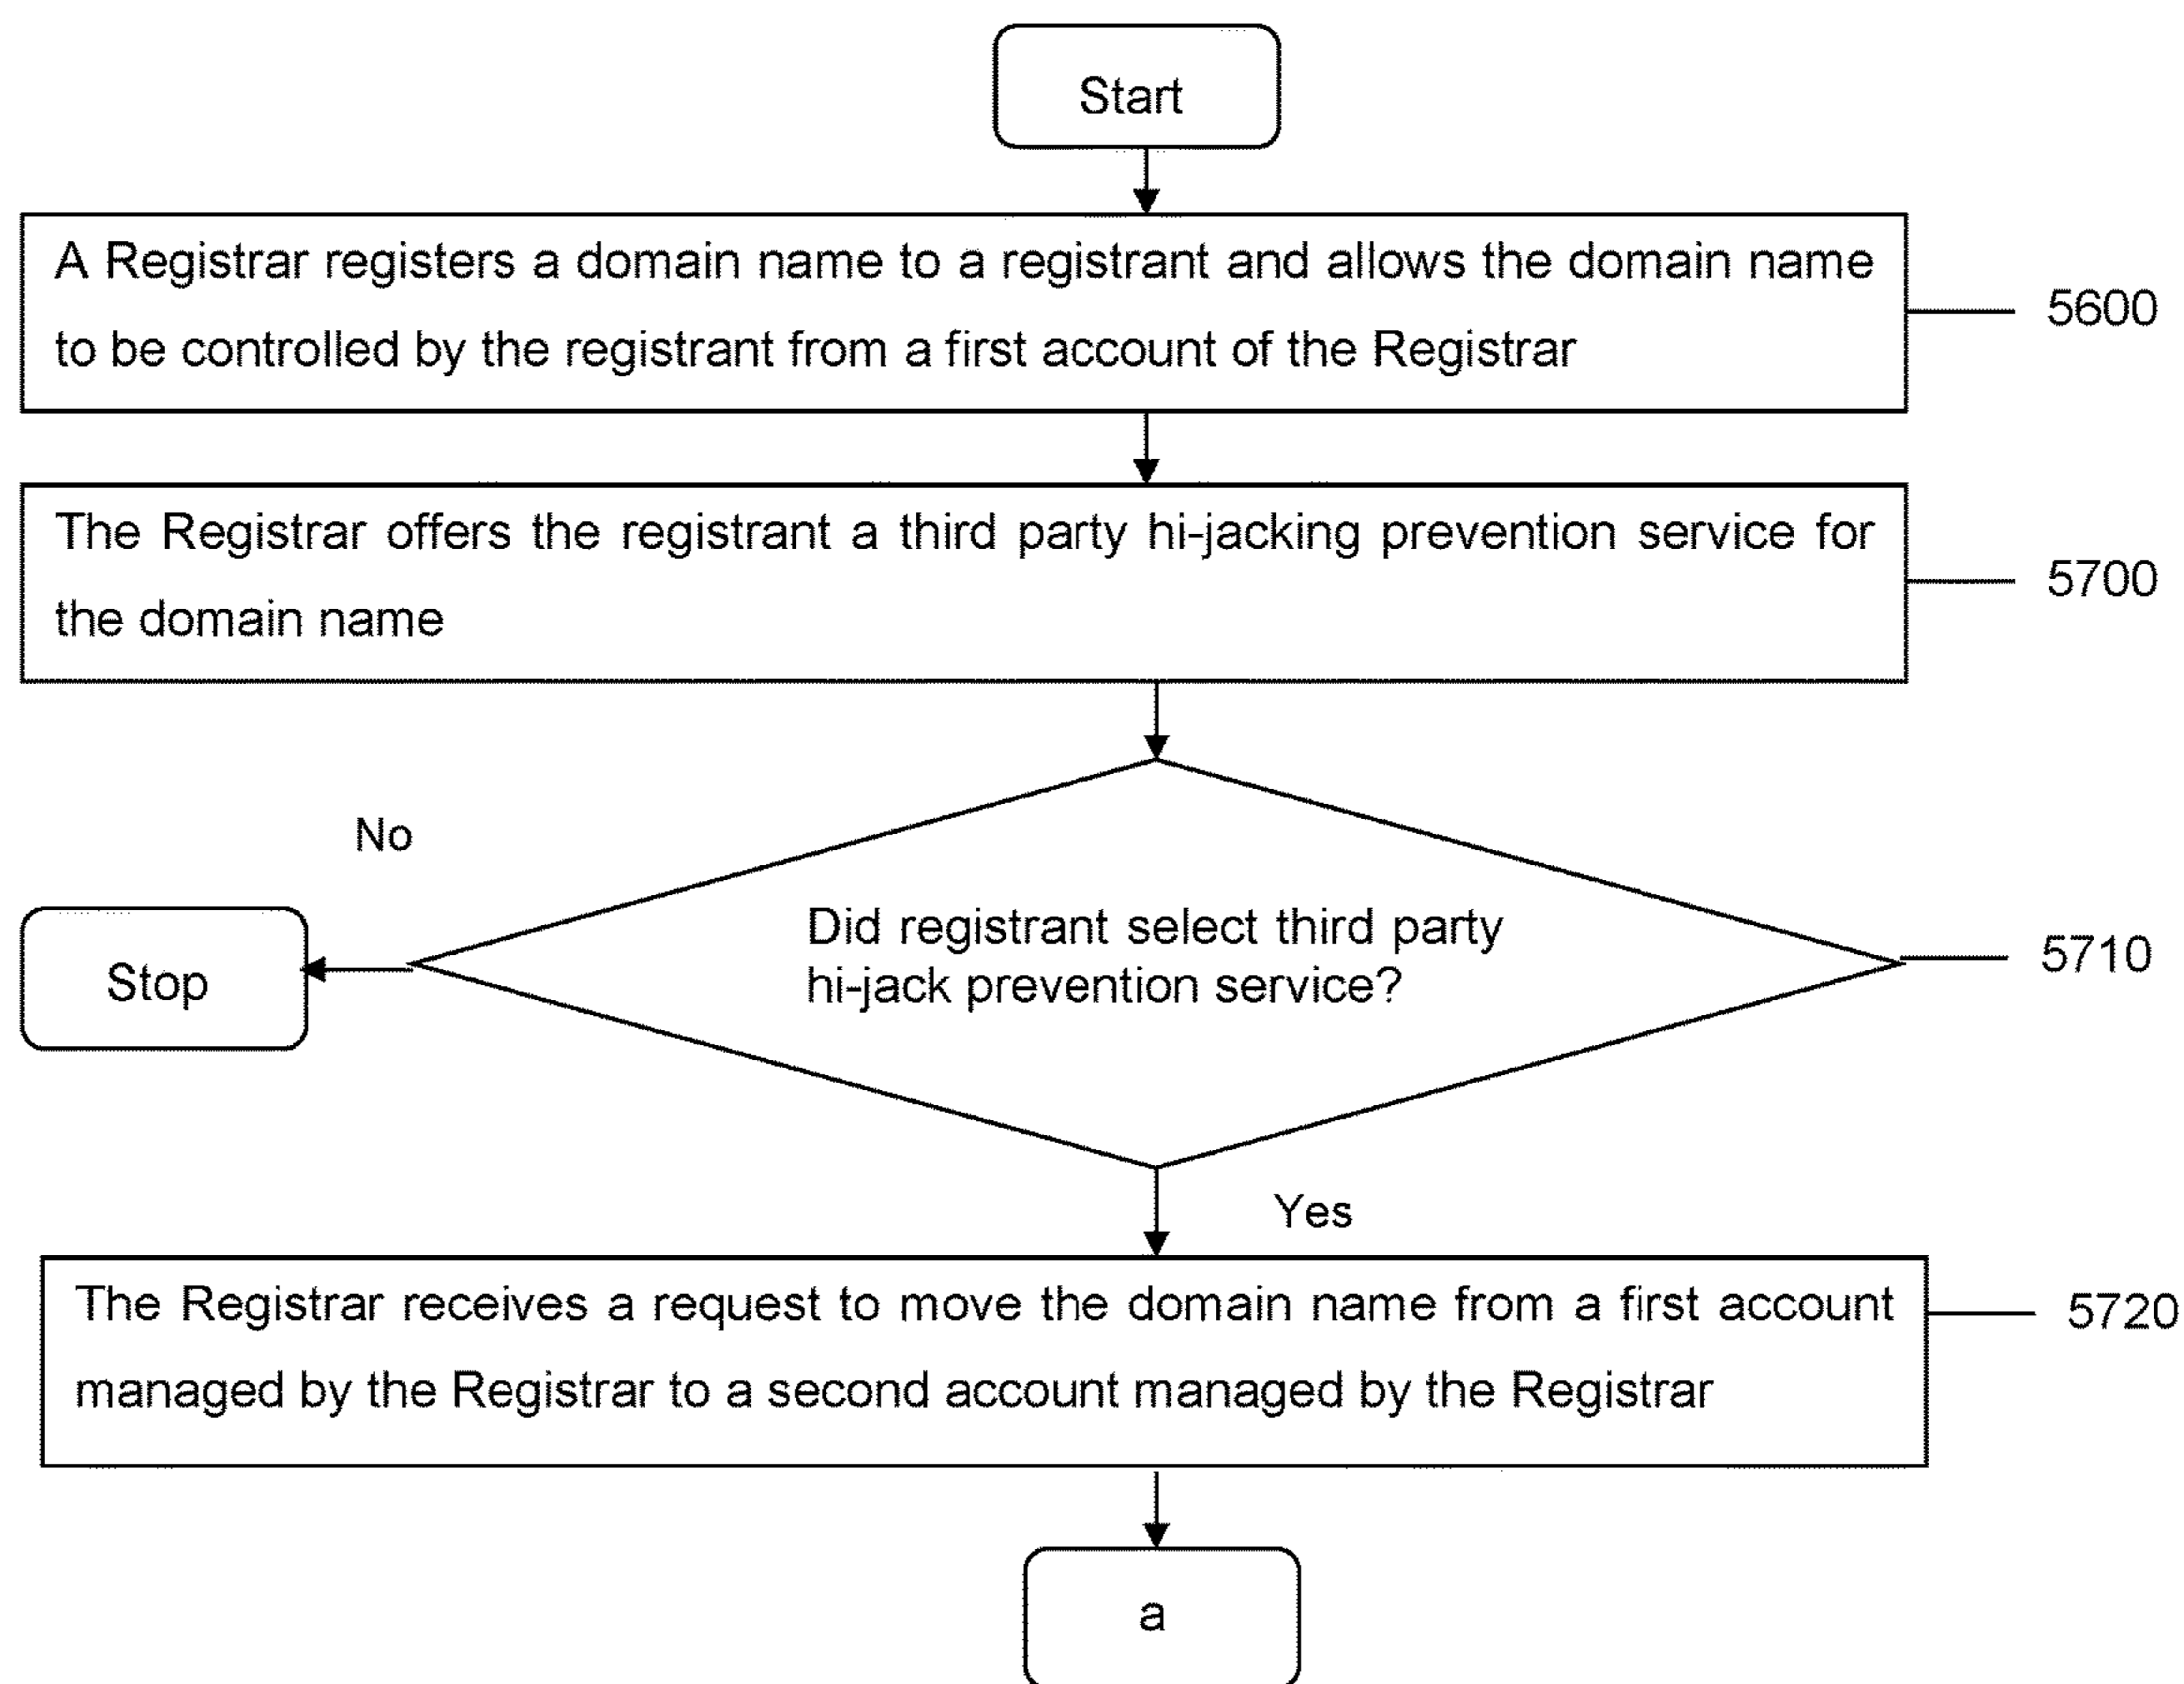 Start
A Registrar registers a domain name to a registrant and allows the domain name
to be controlled by the registrant from a first account of the Registrar
5600
The Registrar offers the registrant a third party hi-jacking prevention service for
the domain name
5700
No
Did registrant select third party
hi-jack prevention service?
5710
Stop
Yes
The Registrar receives a request to move the domain name from a first account
managed by the Registrar to a second account managed by the Registrar
5720
a